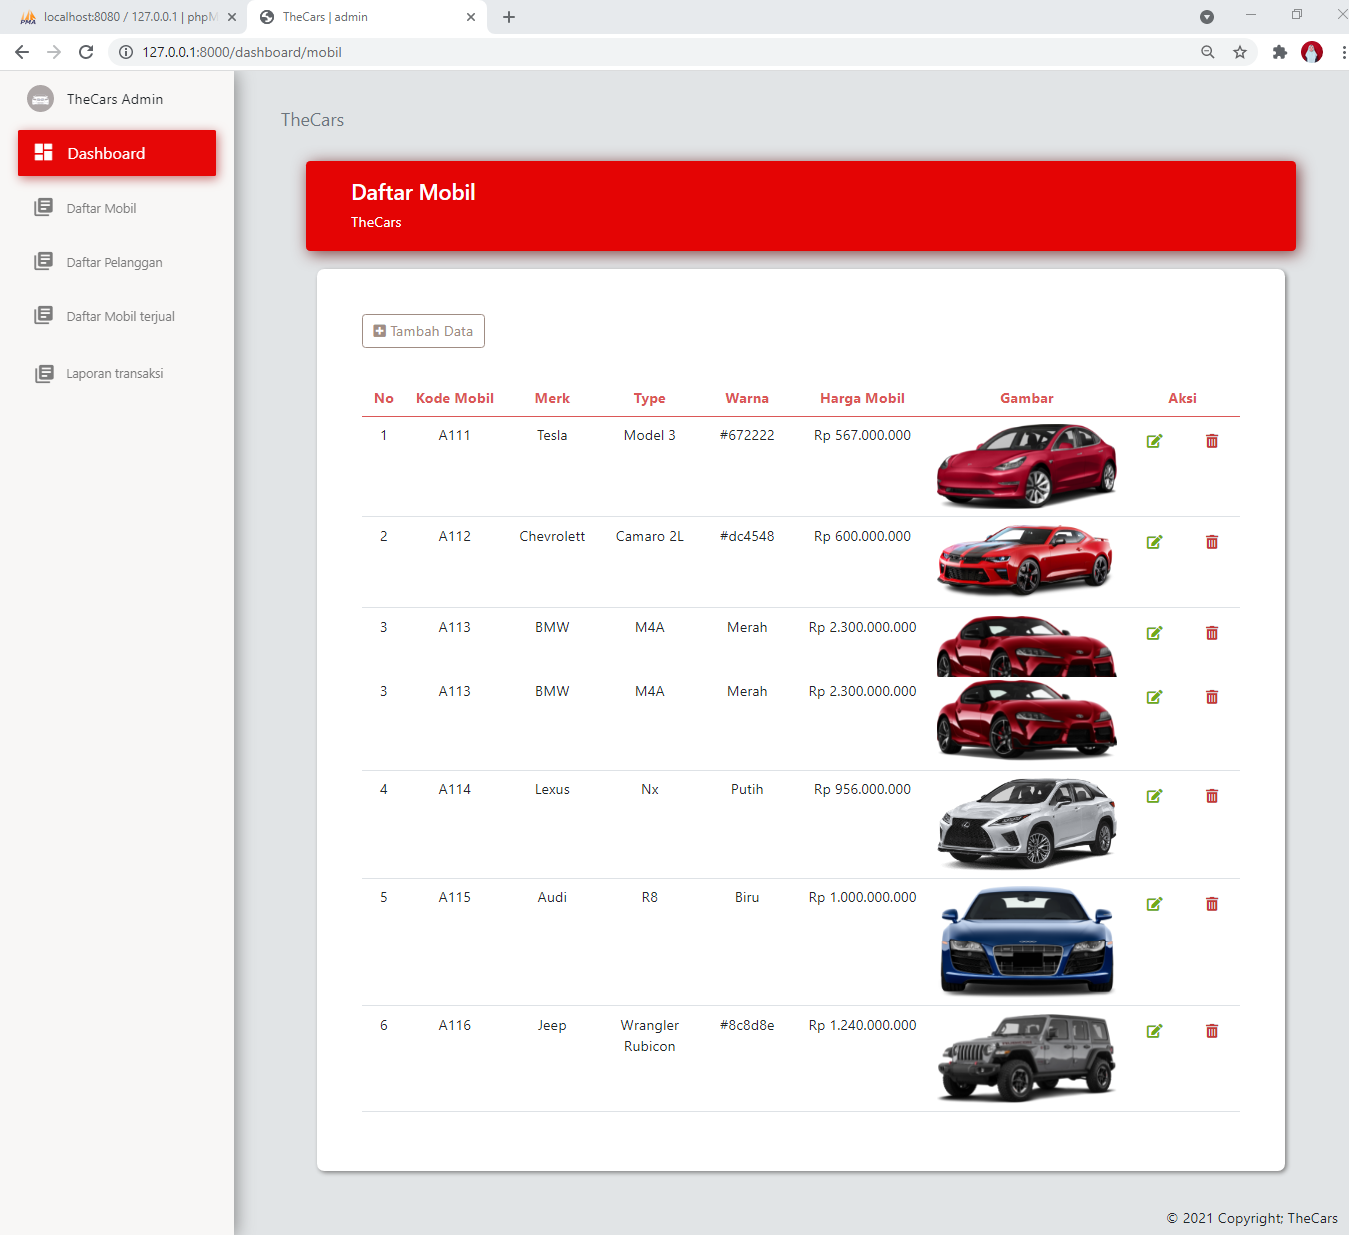 localhost:8080 / 127.0.0.1 | phpM
TheCars | admin
127.0.0.1:8000/dashboard/mobil
TheCars Admin
Dashboard
Daftar Mobil
Daftar Pelanggan
Daftar Mobil terjual
Laporan transaksi
TheCars
Daftar Mobil
TheCars
Tambah Data
No Kode Mobil Merk Type Warna Harga Mobil Gambar Aksi
1 A111 Tesla Model 3 #672222 Rp 567.000.000
2 A112 Chevrolett Camaro 2L #dc4548 Rp 600.000.000
3 A113 BMW M4A Merah Rp 2.300.000.000
3 A113 BMW M4A Merah Rp 2.300.000.000
4 A114 Lexus Nx Putih Rp 956.000.000
5 A115 Audi R8 Biru Rp 1.000.000.000
6 A116 Jeep Wrangler #8c8d8e Rp 1.240.000.000
Rubicon
© 2021 Copyright; TheCars